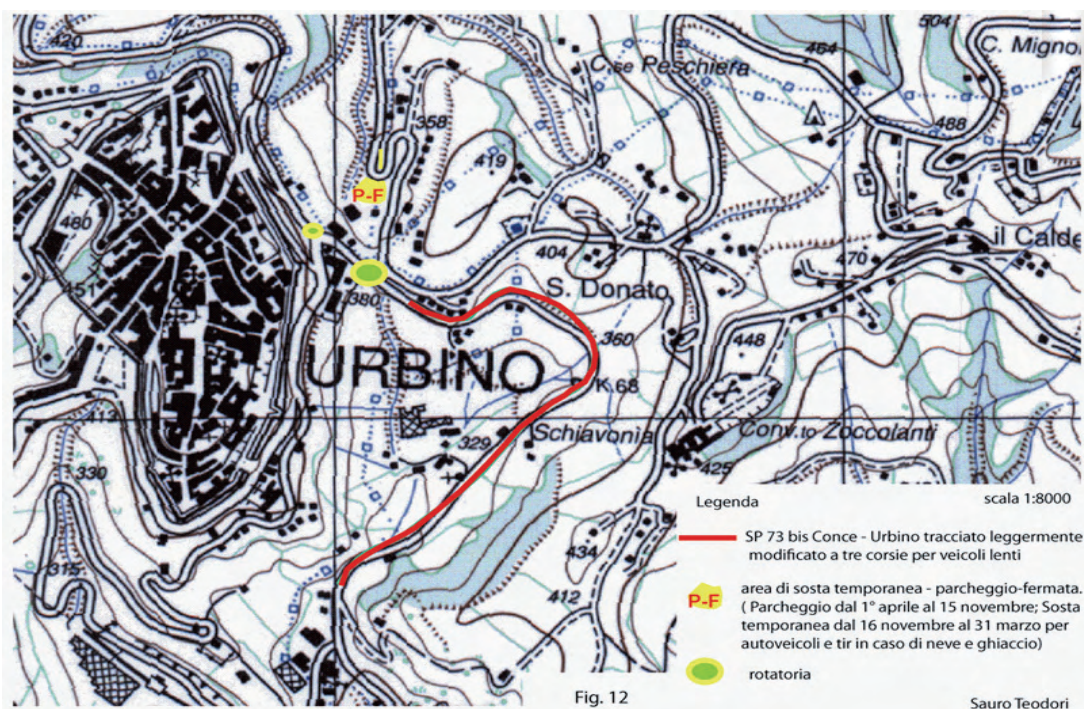 420
504
464
C. Migno
C.se Peschiera
358
488
419
P-F
480
404
il Calde
470
451
380
S. Donato
360
448
URBINO
K 68
Schiavonia
Conv.to Zoccolanti
329
425
330
Legenda
scala 1:8000
SP 73 bis Conce - Urbino tracciato leggermente
modificato a tre corsie per veicoli lenti
434
315
412
P-F
area di sosta temporanea - parcheggio-fermata.
( Parcheggio dal 1° aprile al 15 novembre; Sosta
temporanea dal 16 novembre al 31 marzo per
autoveicoli e tir in caso di neve e ghiaccio)
rotatoria
Fig. 12
Sauro Teodori